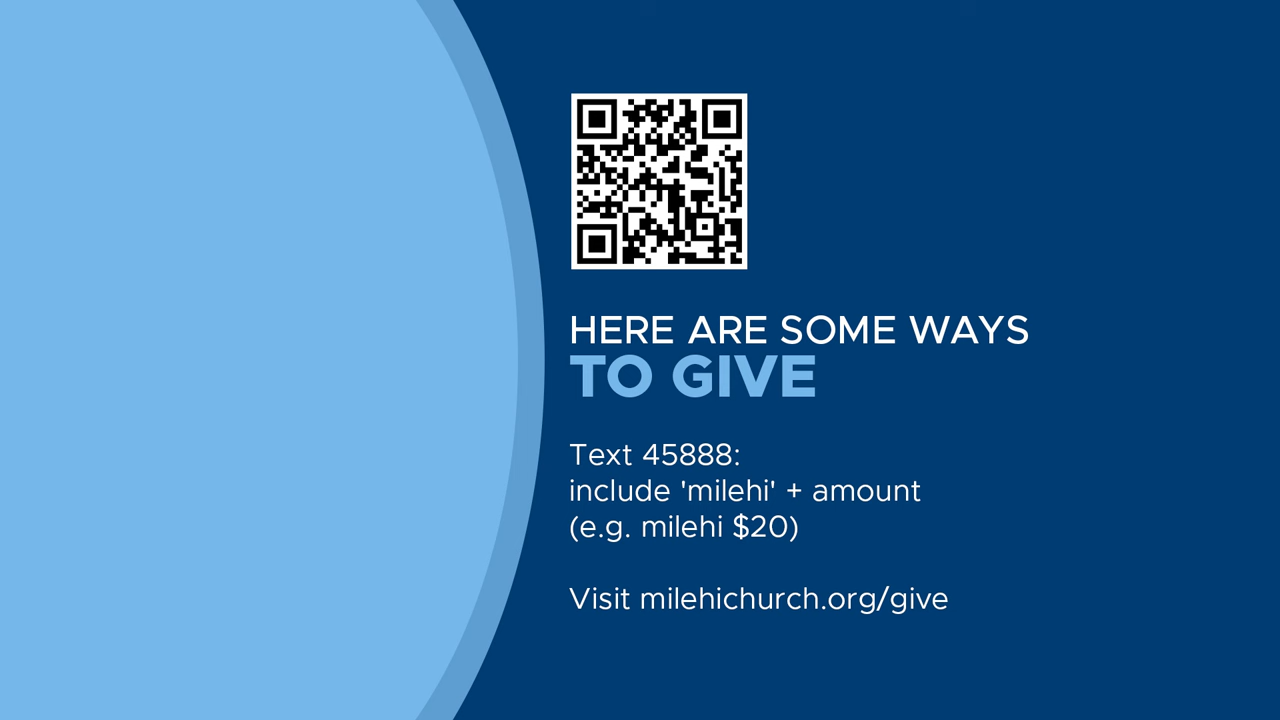 HERE ARE SOME WAYS
TO GIVE
Text 45888:
include 'milehi' + amount
(e.g. milehi $20)
Visit milehichurch.org/give